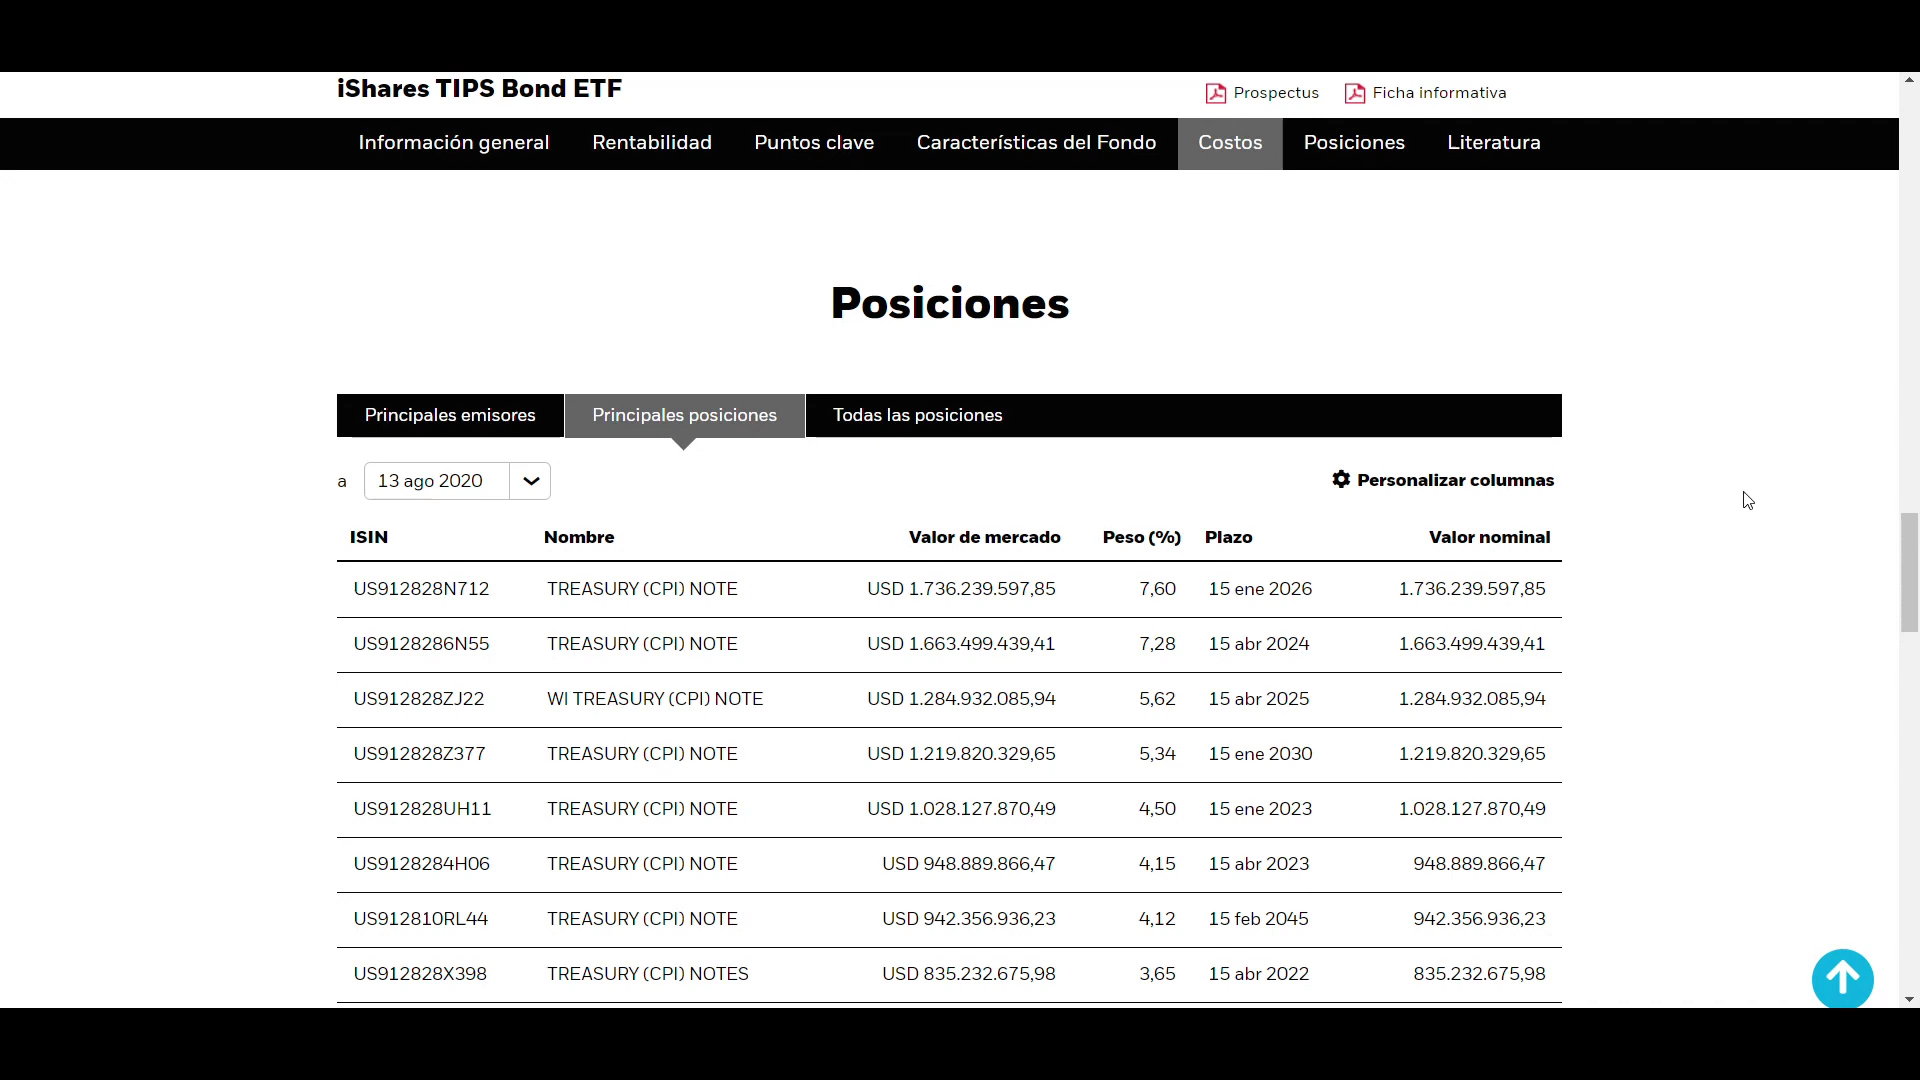 iShares TIPS Bond ETF
Prospectus Ficha informativa
Información general Rentabilidad Puntos clave Características del Fondo Costos Posiciones Literatura
Posiciones
Principales emisores Principales posiciones Todas las posiciones
a 13 ago 2020 Personalizar columnas
ISIN Nombre Valor de mercado Peso (%) Plazo Valor nominal
US912828N712 TREASURY (CPI) NOTE USD 1.736.239.597,85 7,60 15 ene 2026 1.736.239.597,85
US9128286N55 TREASURY (CPI) NOTE USD 1.663.499.439,41 7,28 15 abr 2024 1.663.499.439,41
US912828ZJ22 WI TREASURY (CPI) NOTE USD 1.284.932.085,94 5,62 15 abr 2025 1.284.932.085,94
US912828Z377 TREASURY (CPI) NOTE USD 1.219.820.329,65 5,34 15 ene 2030 1.219.820.329,65
US912828UH11 TREASURY (CPI) NOTE USD 1.028.127.870,49 4,50 15 ene 2023 1.028.127.870,49
US9128284H06 TREASURY (CPI) NOTE USD 948.889.866,47 4,15 15 abr 2023 948.889.866,47
US912810RL44 TREASURY (CPI) NOTE USD 942.356.936,23 4,12 15 feb 2045 942.356.936,23
US912828X398 TREASURY (CPI) NOTES USD 835.232.675,98 3,65 15 abr 2022 835.232.675,98